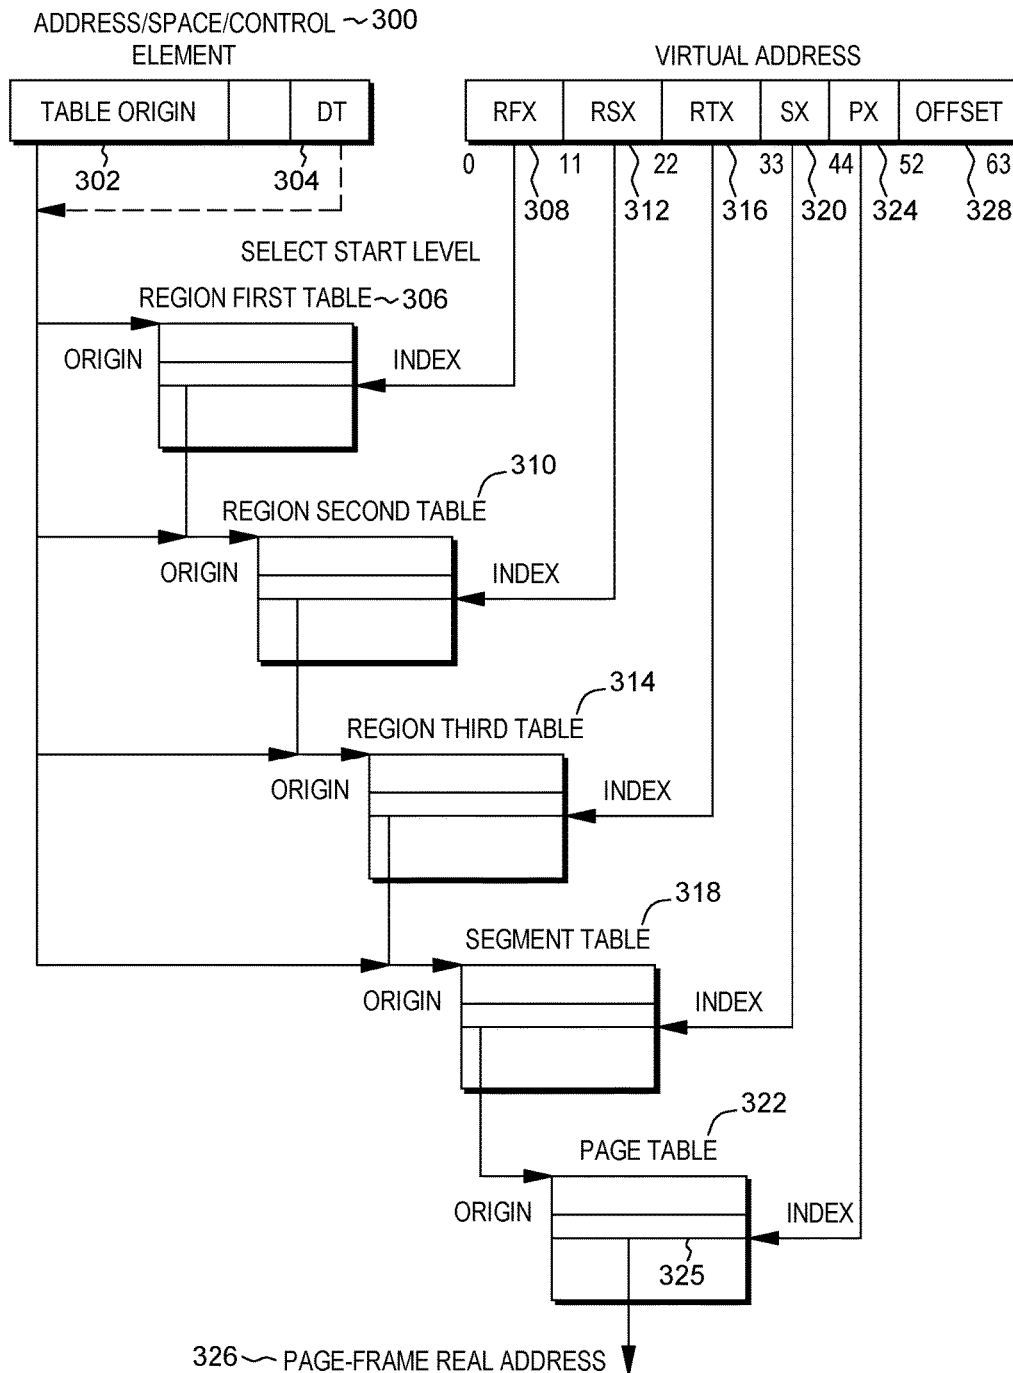 ADDRESS/SPACE/CONTROL 300
ELEMENT
VIRTUAL ADDRESS
TABLE ORIGIN DT
RFX RSX RTX SX PX OFFSET
0 11 22 33 44 52 63
302 304 308 312 316 320 324 328
SELECT START LEVEL
REGION FIRST TABLE 306
ORIGIN INDEX
310
REGION SECOND TABLE
ORIGIN INDEX
314
REGION THIRD TABLE
ORIGIN INDEX
318
SEGMENT TABLE
ORIGIN INDEX
322
PAGE TABLE
ORIGIN INDEX
325
326 PAGE-FRAME REAL ADDRESS